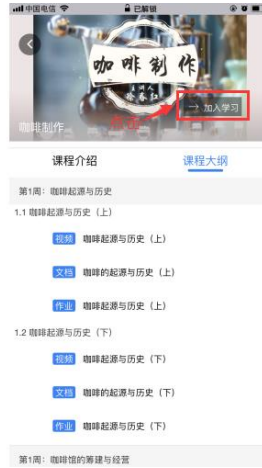 中国电信
已解锁
咖啡制作
主讲人
徐春红
点击
→ 加入学习
咖啡制作
课程介绍 课程大纲
第1周：咖啡起源与历史
1.1 咖啡起源与历史（上）
视频 咖啡起源与历史（上）
文档 咖啡的起源与历史（上）
作业 咖啡起源与历史（上）
1.2 咖啡起源与历史（下）
视频 咖啡起源与历史（下）
文档 咖啡的起源与历史（下）
作业 咖啡起源与历史（下）
第1周：咖啡馆的筹建与经营